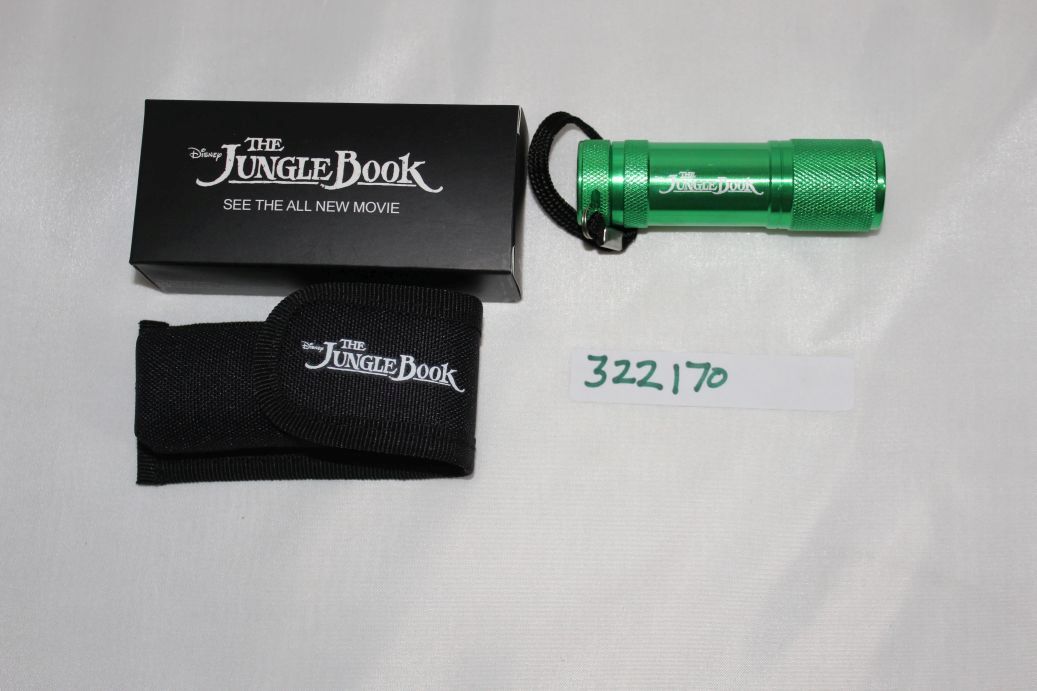 Disney
THE
JUNGLE BOOK
SEE THE ALL NEW MOVIE
THE
JUNGLE BOOK
Disney
THE
JUNGLE BOOK
322170